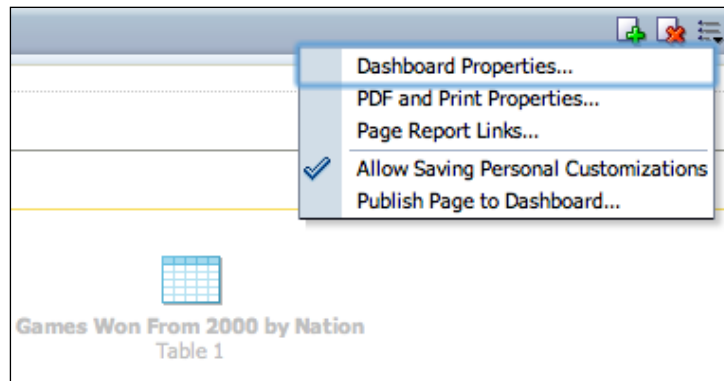 Dashboard Properties...
PDF and Print Properties...
Page Report Links...
Allow Saving Personal Customizations
Publish Page to Dashboard...
Games Won From 2000 by Nation
Table 1